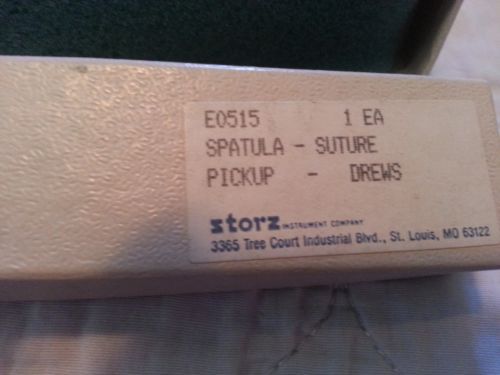 E0515 1 EA
SPATULA - SUTURE
PICKUP - DREWS
storz INSTRUMENT COMPANY
3365 Tree Court Industrial Blvd., St. Louis, MO 63122